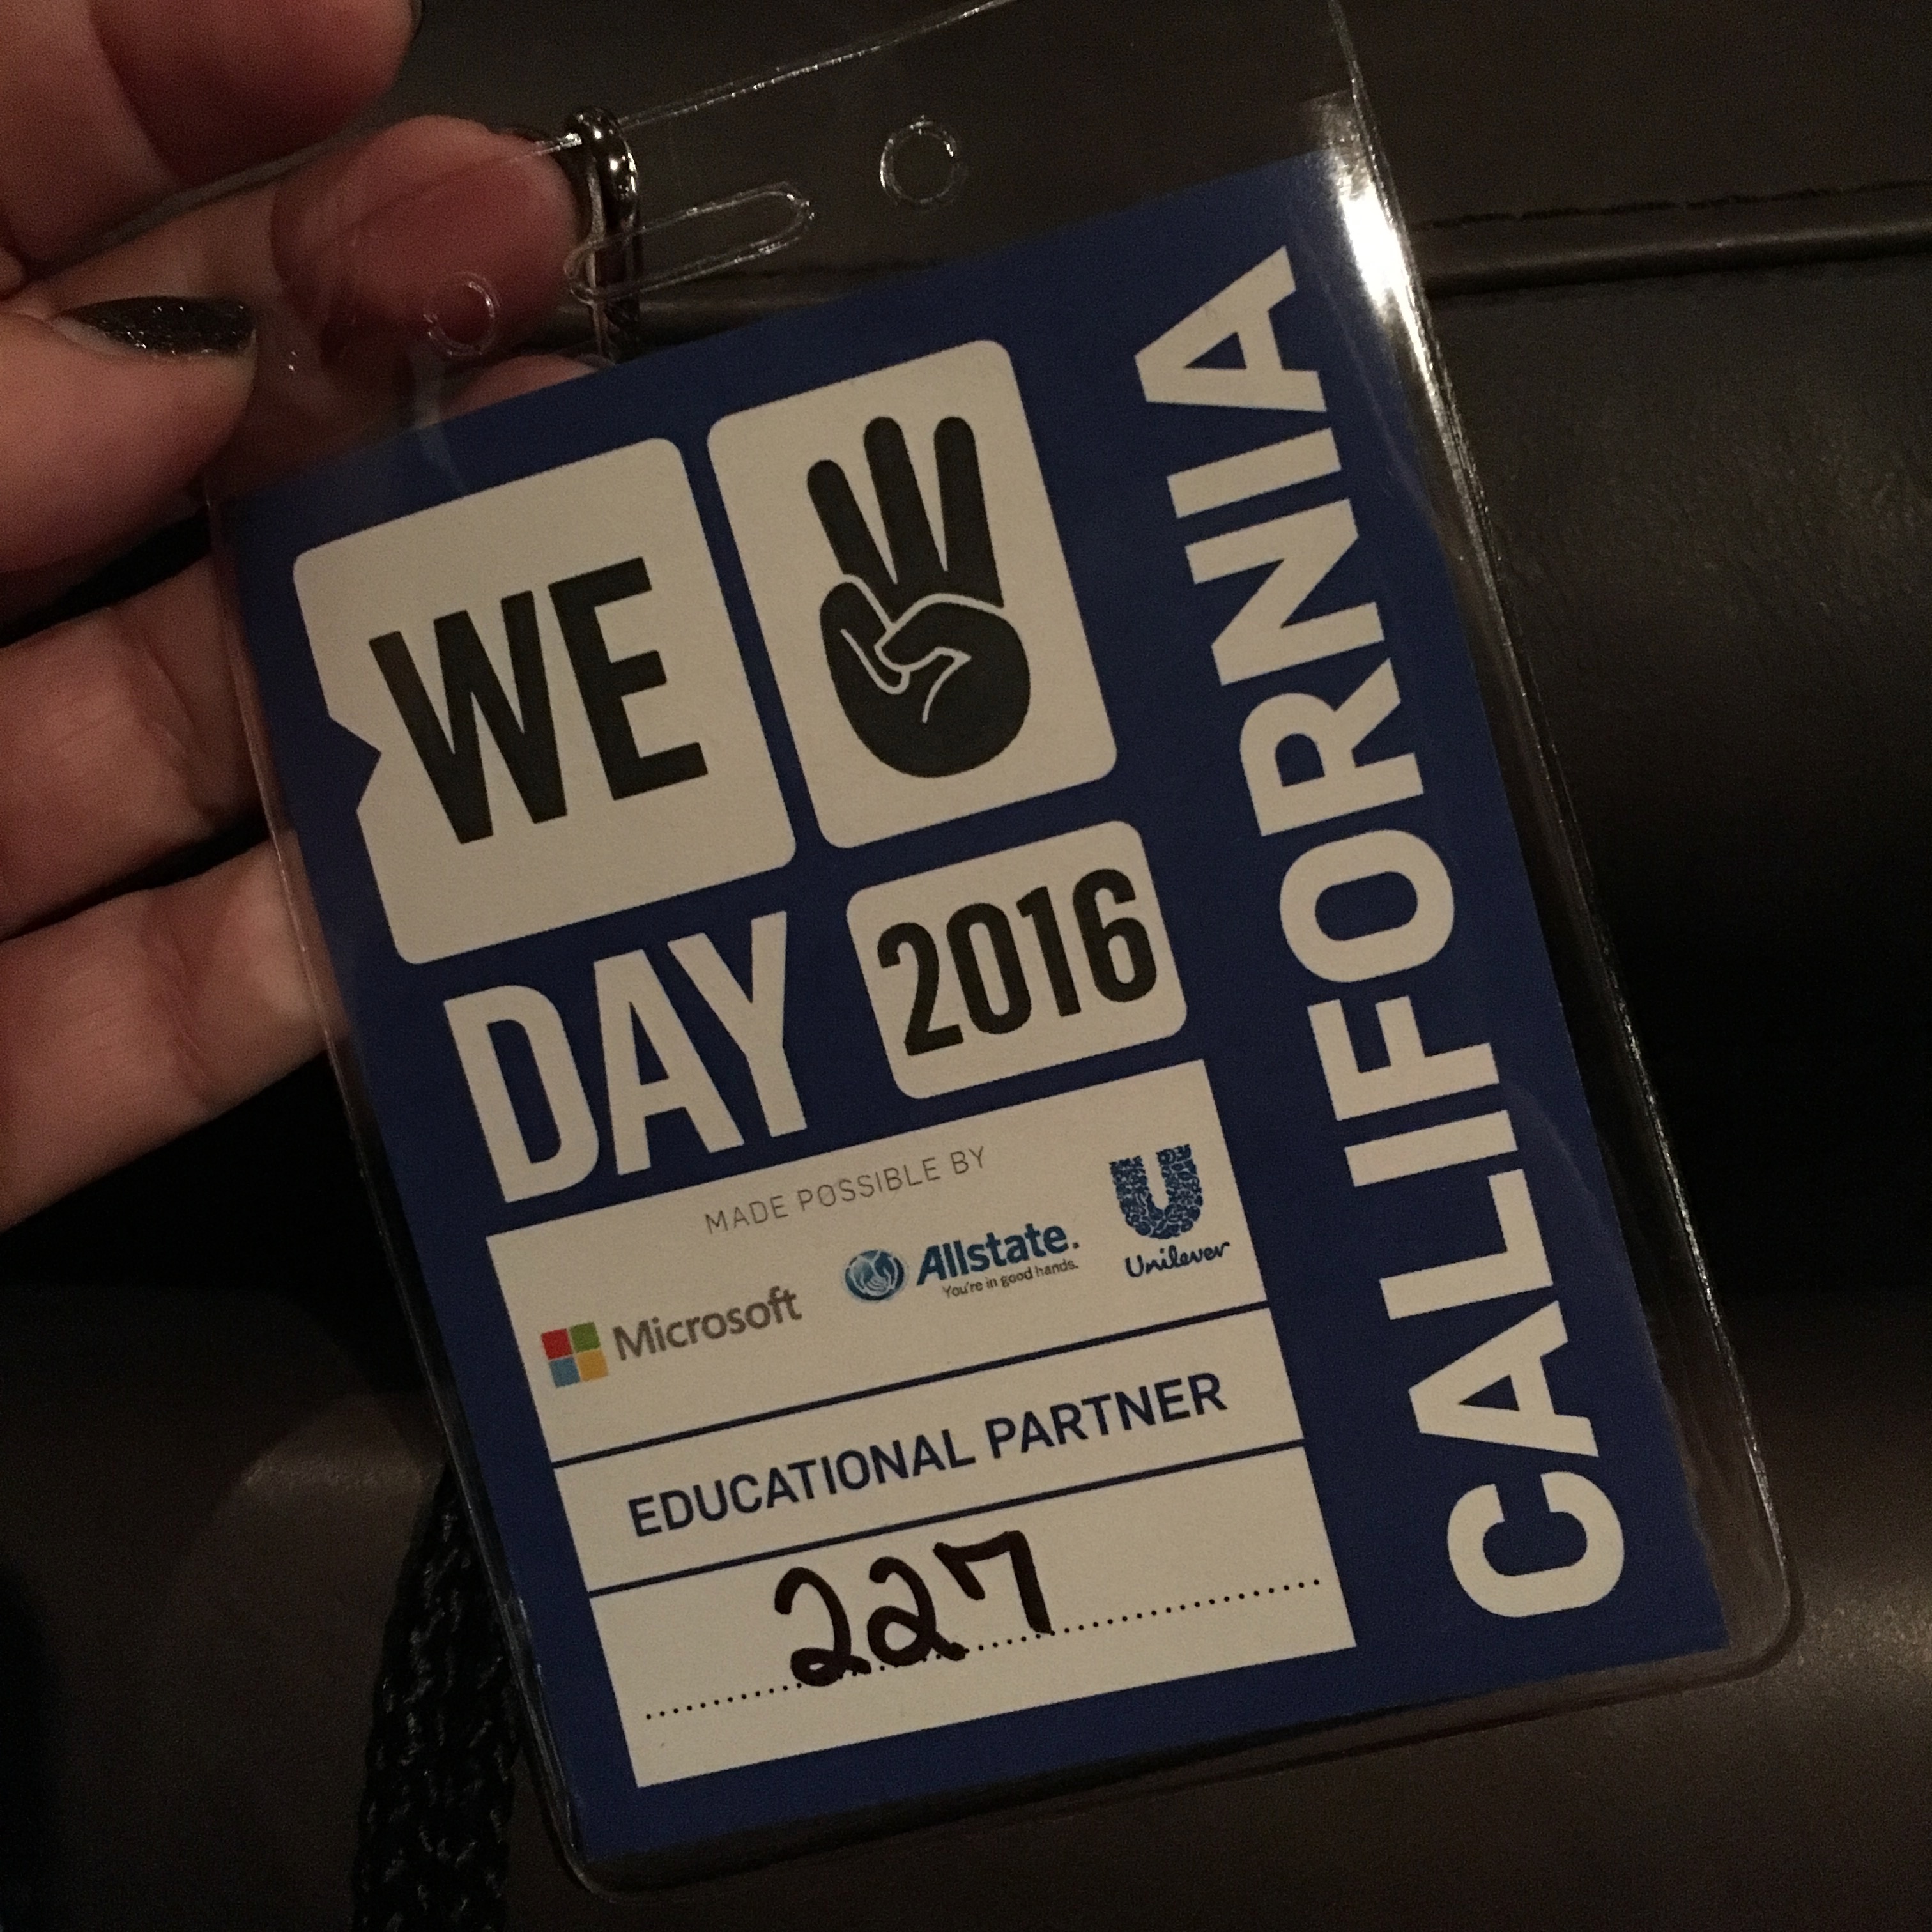 WE
DAY 2016
MADE POSSIBLE BY
Microsoft
Allstate.
You're in good hands.
Unilever
EDUCATIONAL PARTNER
227
CALIFORNIA